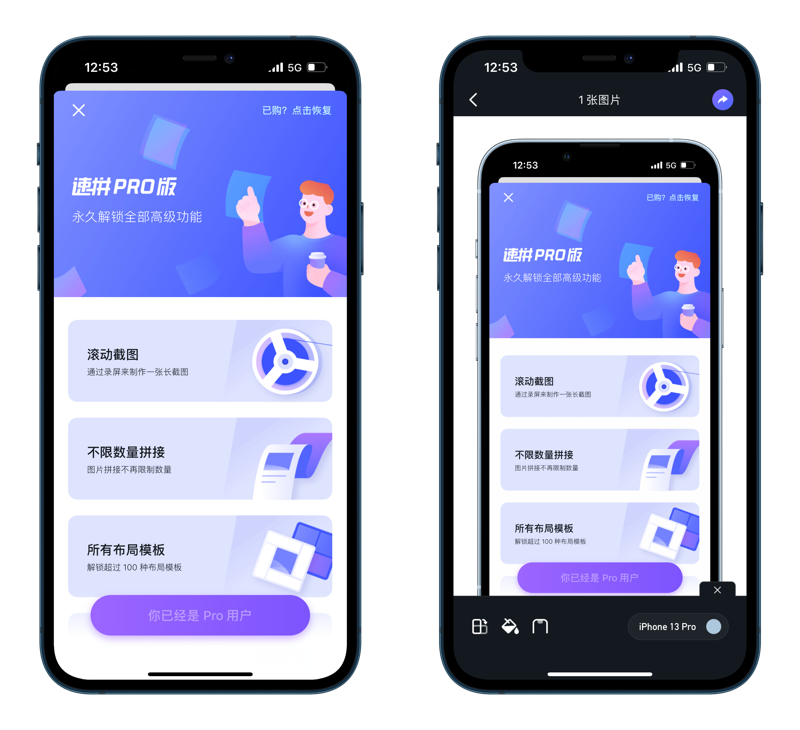 12:53
5G
已购？点击恢复
速拼 PRO版
永久解锁全部高级功能
滚动截图
通过录屏来制作一张长截图
不限数量拼接
图片拼接不再限制数量
所有布局模板
解锁超过 100 种布局模板
你已经是 Pro 用户
12:53
5G
1 张图片
12:53
5G
已购？点击恢复
速拼 PRO版
永久解锁全部高级功能
滚动截图
通过录屏来制作一张长截图
不限数量拼接
图片拼接不再限制数量
所有布局模板
解锁超过 100 种布局模板
你已经是 Pro 用户
iPhone 13 Pro